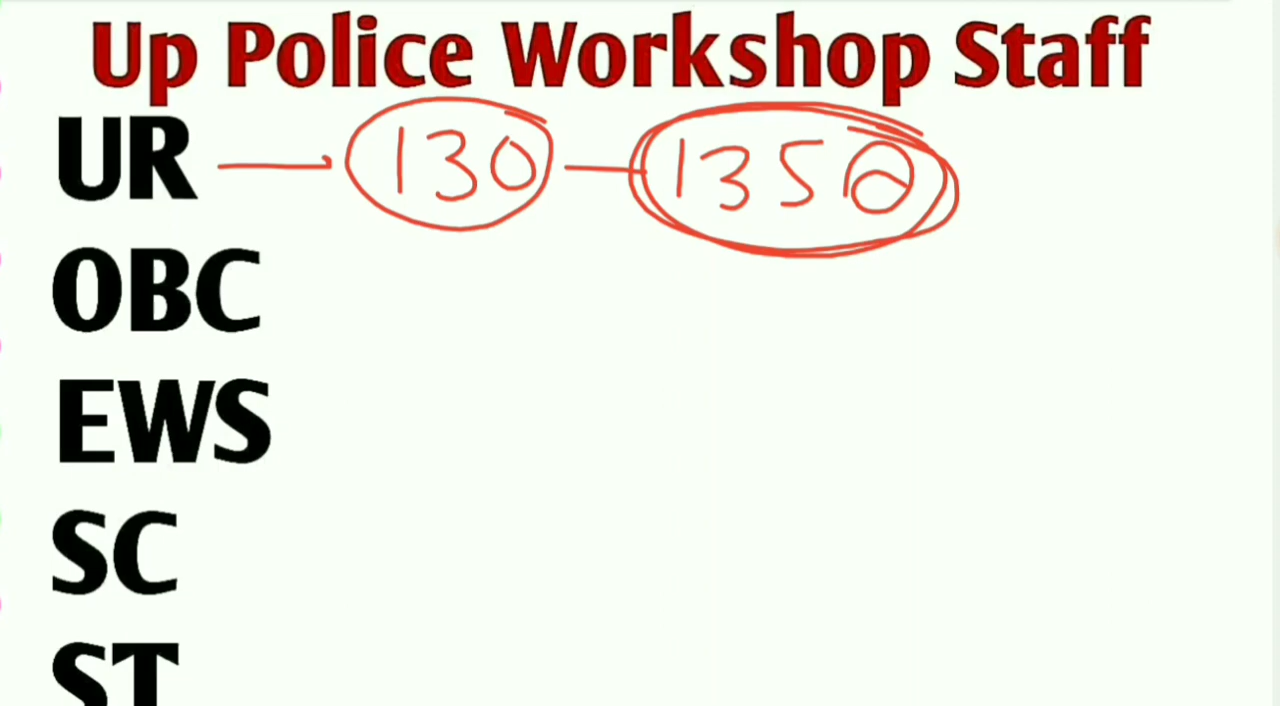 Up Police Workshop Staff
UR — 130 — 1350
OBC
EWS
SC
ST